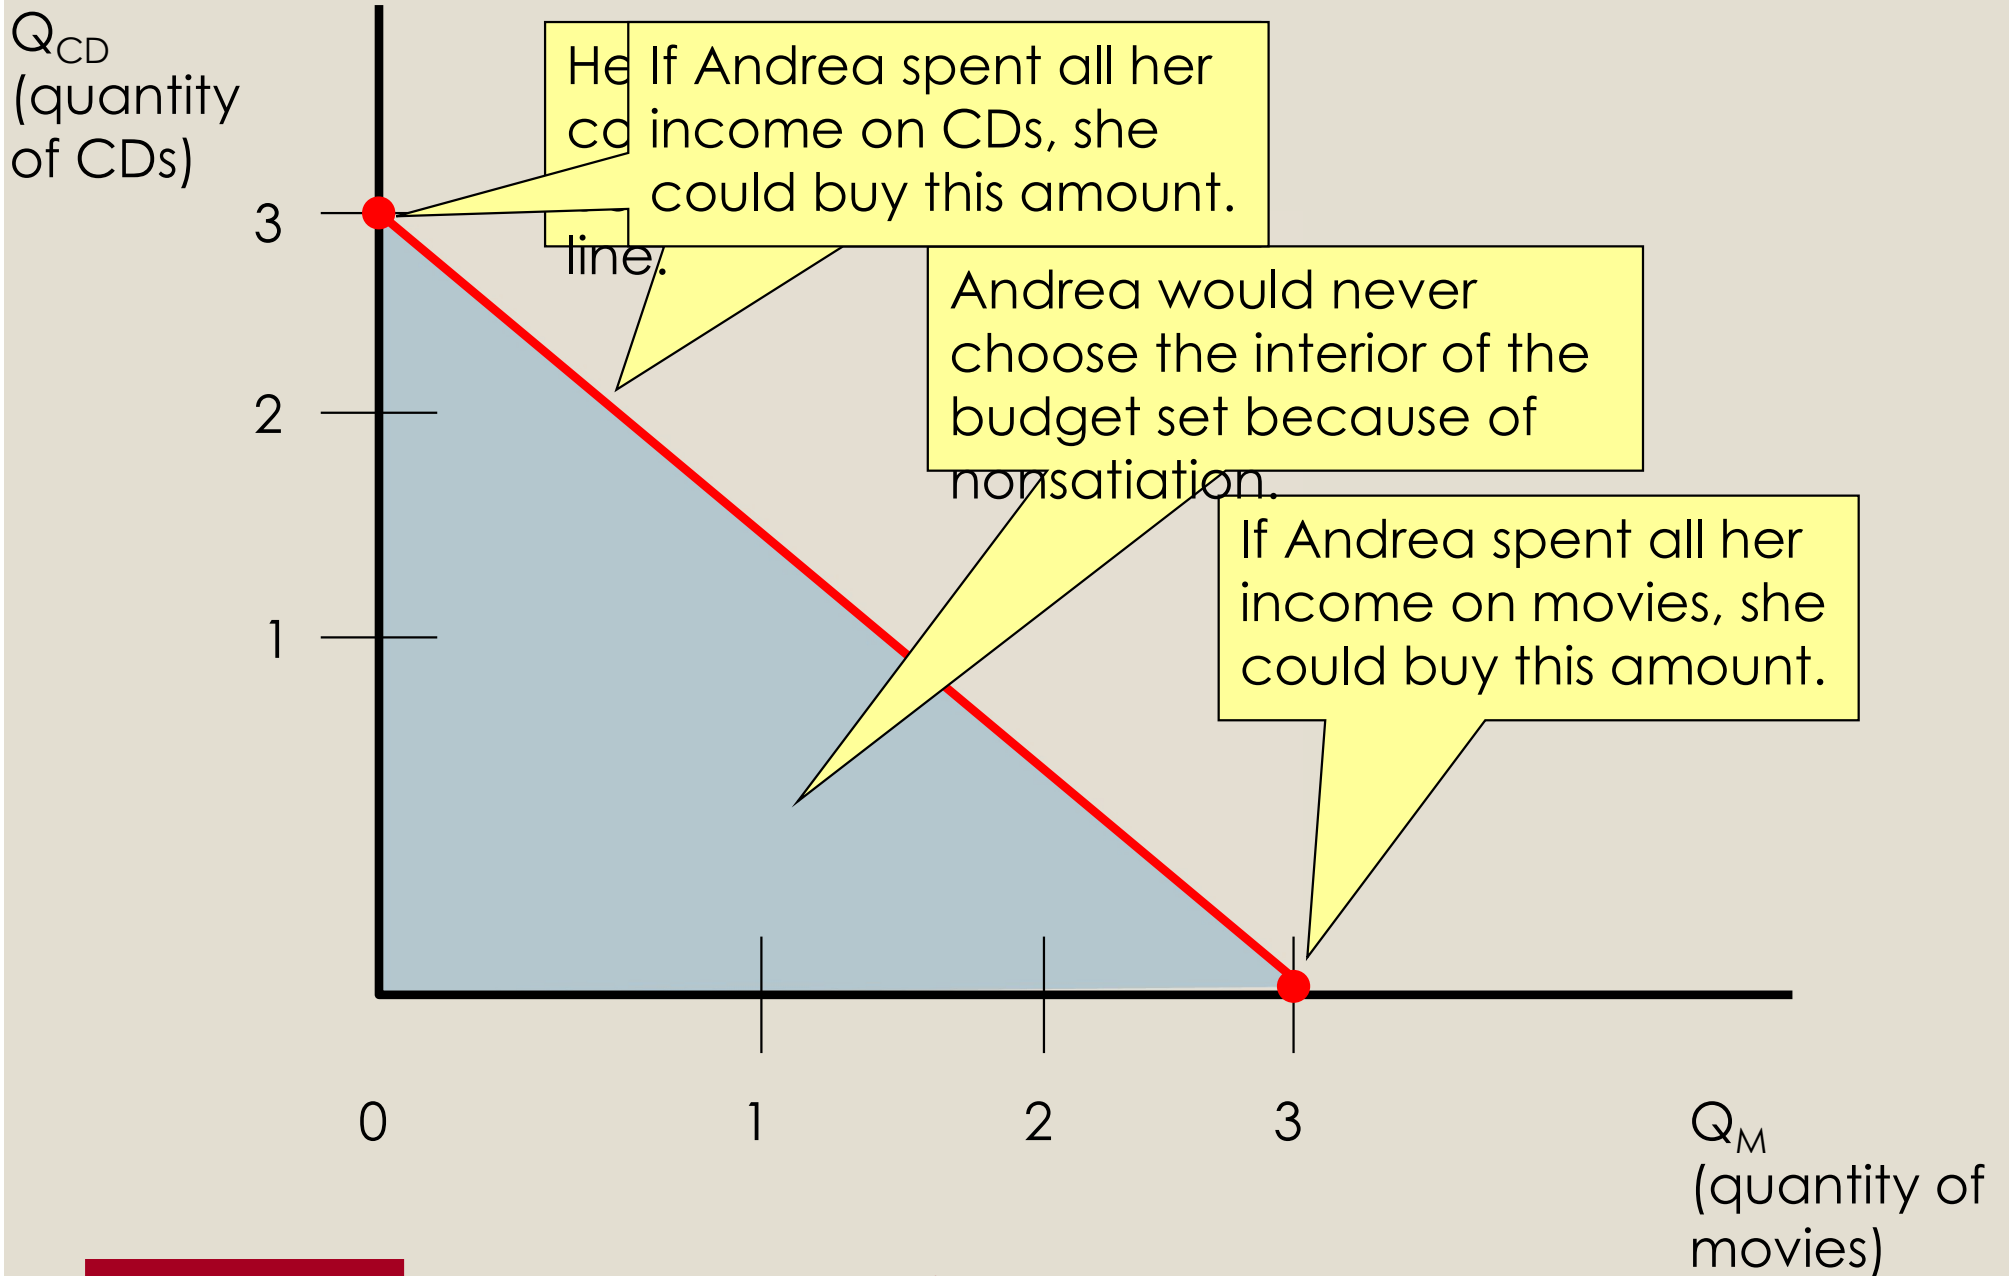 Q_CD
(quantity
of CDs)
If Andrea spent all her
income on CDs, she
could buy this amount.
line.
Andrea would never
choose the interior of the
budget set because of
nonsatiation.
If Andrea spent all her
income on movies, she
could buy this amount.
3
2
1
0 1 2 3
Q_M
(quantity of
movies)